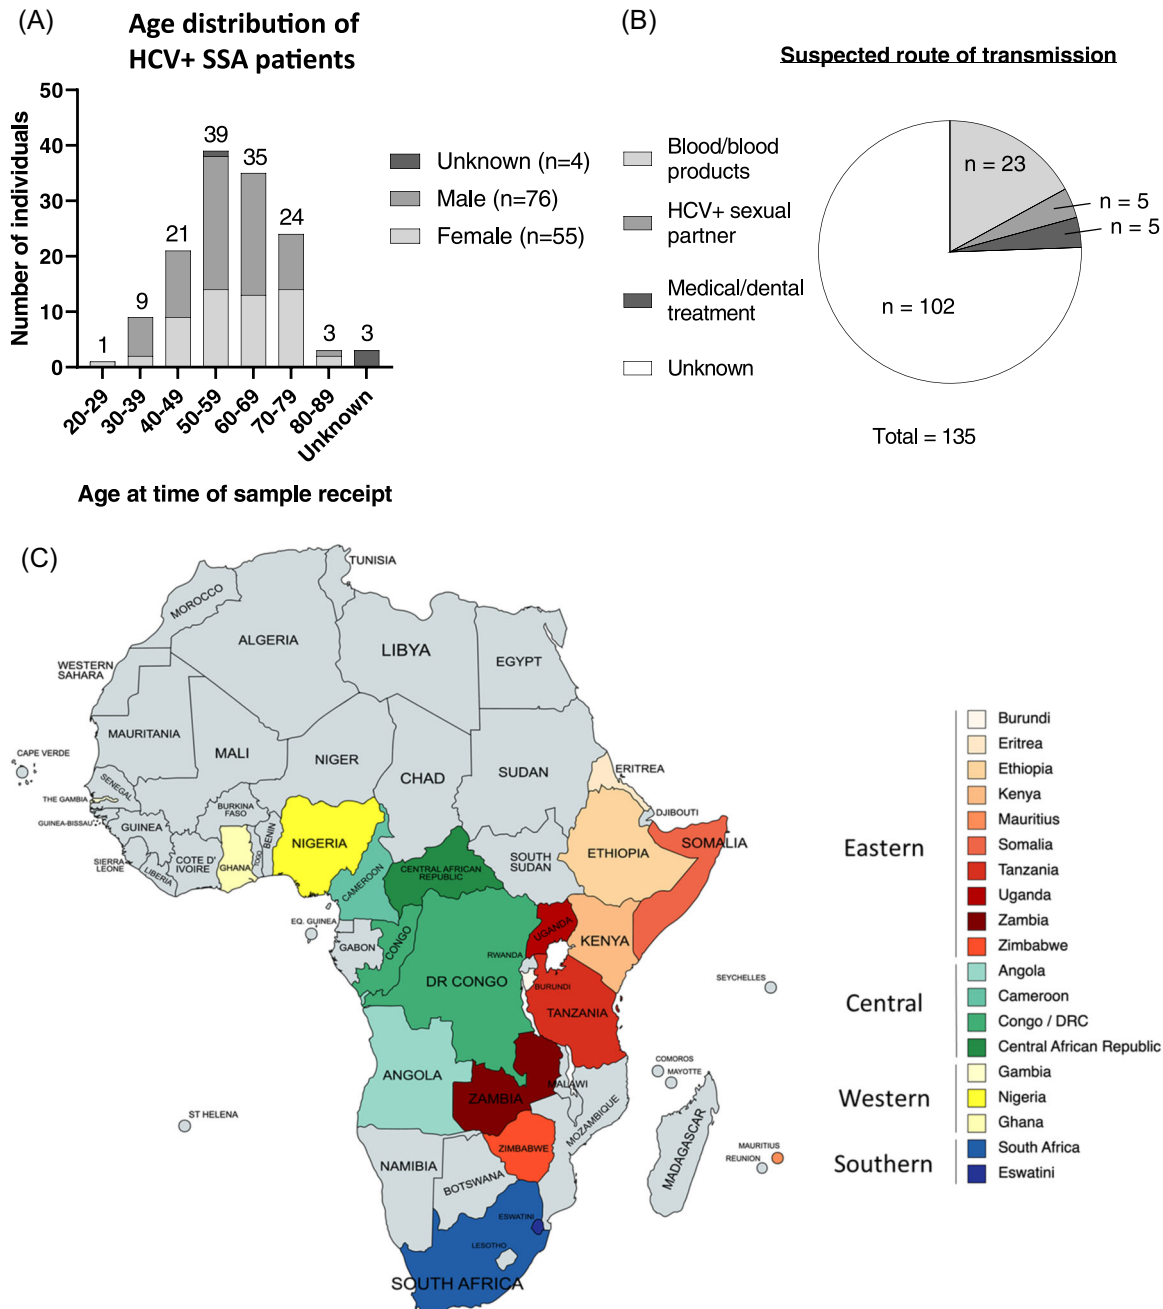 (A)
Age distribution of
HCV+ SSA patients
Number of individuals
50
40
30
20
10
0
1
9
21
39
35
24
3
3
20-29
30-39
40-49
50-59
60-69
70-79
80-89
Unknown
Age at time of sample receipt
Unknown (n=4)
Male (n=76)
Female (n=55)
(B)
Suspected route of transmission
Blood/blood
products
HCV+ sexual
partner
Medical/dental
treatment
Unknown
n = 23
n = 5
n = 5
n = 102
Total = 135
(C)
TUNISIA
MOROCCO
ALGERIA
LIBYA
EGYPT
WESTERN
SAHARA
MAURITANIA
MALI
NIGER
CHAD
SUDAN
ERITREA
CAPE VERDE
SENEGAL
THE GAMBIA
GUINEA-BISSAU
GUINEA
BURKINA
FASO
BENIN
TOGO
NIGERIA
DJIBOUTI
SOMALIA
ETHIOPIA
SOUTH
SUDAN
SIERRA
LEONE
LIBERIA
COTE D'
IVOIRE
GHANA
CAMEROON
CENTRAL AFRICAN
REPUBLIC
EQ. GUINEA
GABON
CONGO
DR CONGO
UGANDA
KENYA
RWANDA
BURUNDI
TANZANIA
SEYCHELLES
COMOROS
MAYOTTE
ANGOLA
ZAMBIA
MALAWI
MOZAMBIQUE
ST HELENA
ZIMBABWE
NAMIBIA
BOTSWANA
MADAGASCAR
MAURITIUS
REUNION
ESWATINI
LESOTHO
SOUTH AFRICA
Eastern
Burundi
Eritrea
Ethiopia
Kenya
Mauritius
Somalia
Tanzania
Uganda
Zambia
Zimbabwe
Central
Angola
Cameroon
Congo / DRC
Central African Republic
Western
Gambia
Nigeria
Ghana
Southern
South Africa
Eswatini